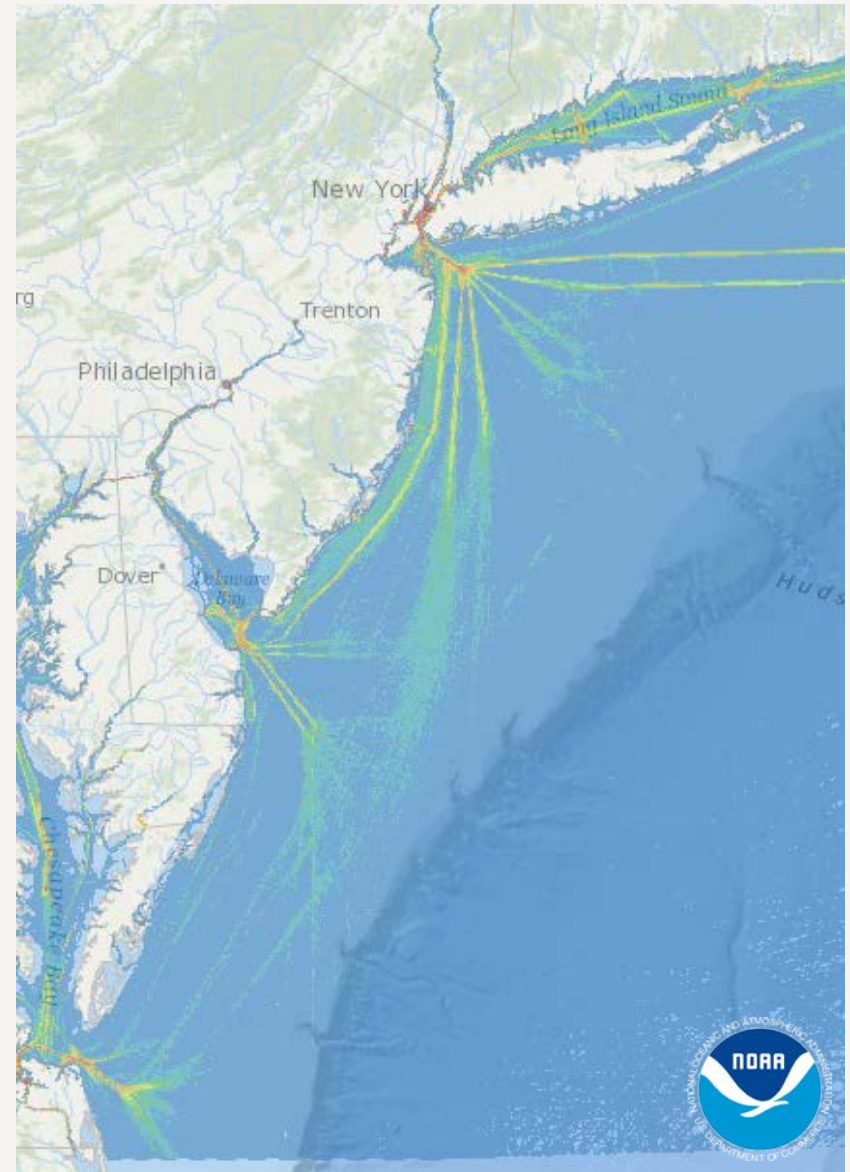 Long Island Sound
New York
rg
Trenton
Philadelphia
Dover
Delaware
Bay
Huds
Chesapeake Bay
NATIONAL OCEANIC AND ATMOSPHERIC ADMINISTRATION
NOAA
U.S. DEPARTMENT OF COMMERCE